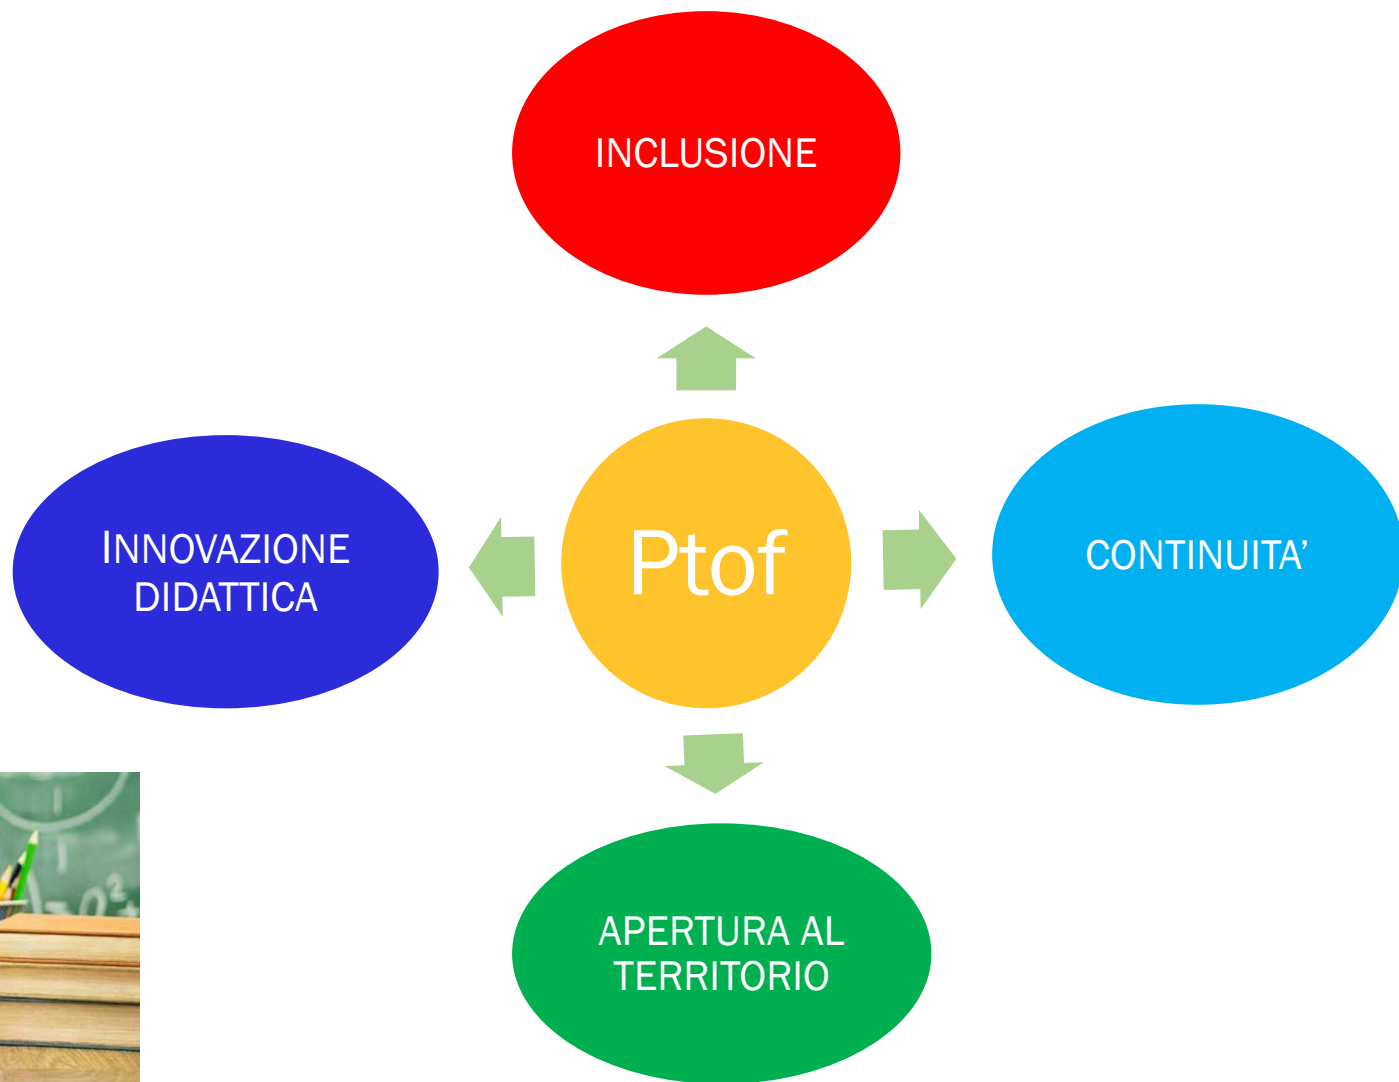 INCLUSIONE
INNOVAZIONE
DIDATTICA
Ptof
CONTINUITA’
APERTURA AL
TERRITORIO